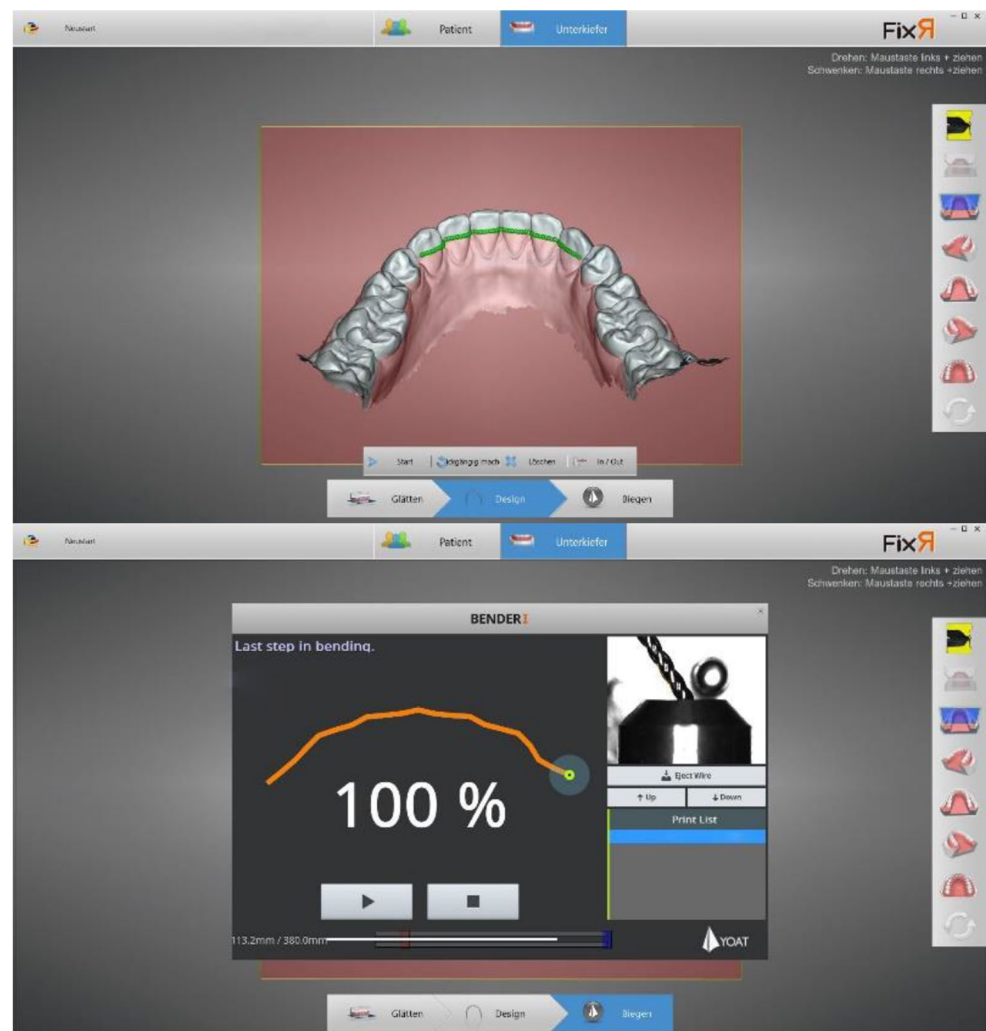 Neustart
Patient
Unterkiefer
FixR
Drehen: Maustaste links + ziehen
Schwenken: Maustaste rechts +ziehen
Start
Löschen
In / Out
Glätten
Design
Biegen
Neustart
Patient
Unterkiefer
FixR
Drehen: Maustaste links + ziehen
Schwenken: Maustaste rechts +ziehen
BENDERI
Last step in bending.
100 %
Eject Wire
Up
Down
Print List
113.2mm / 380.0mm
YOAT
Glätten
Design
Biegen